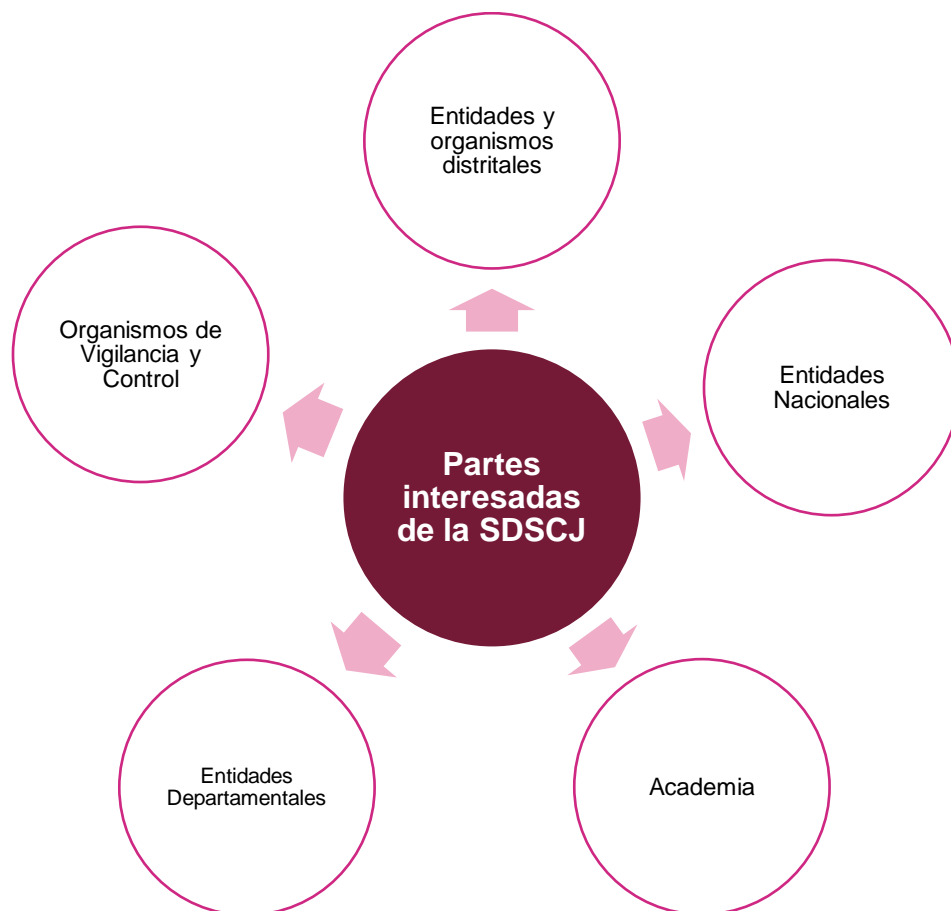 Entidades y
organismos
distritales
Organismos de
Vigilancia y
Control
Entidades
Nacionales
Partes
interesadas
de la SDSCJ
Entidades
Departamentales
Academia